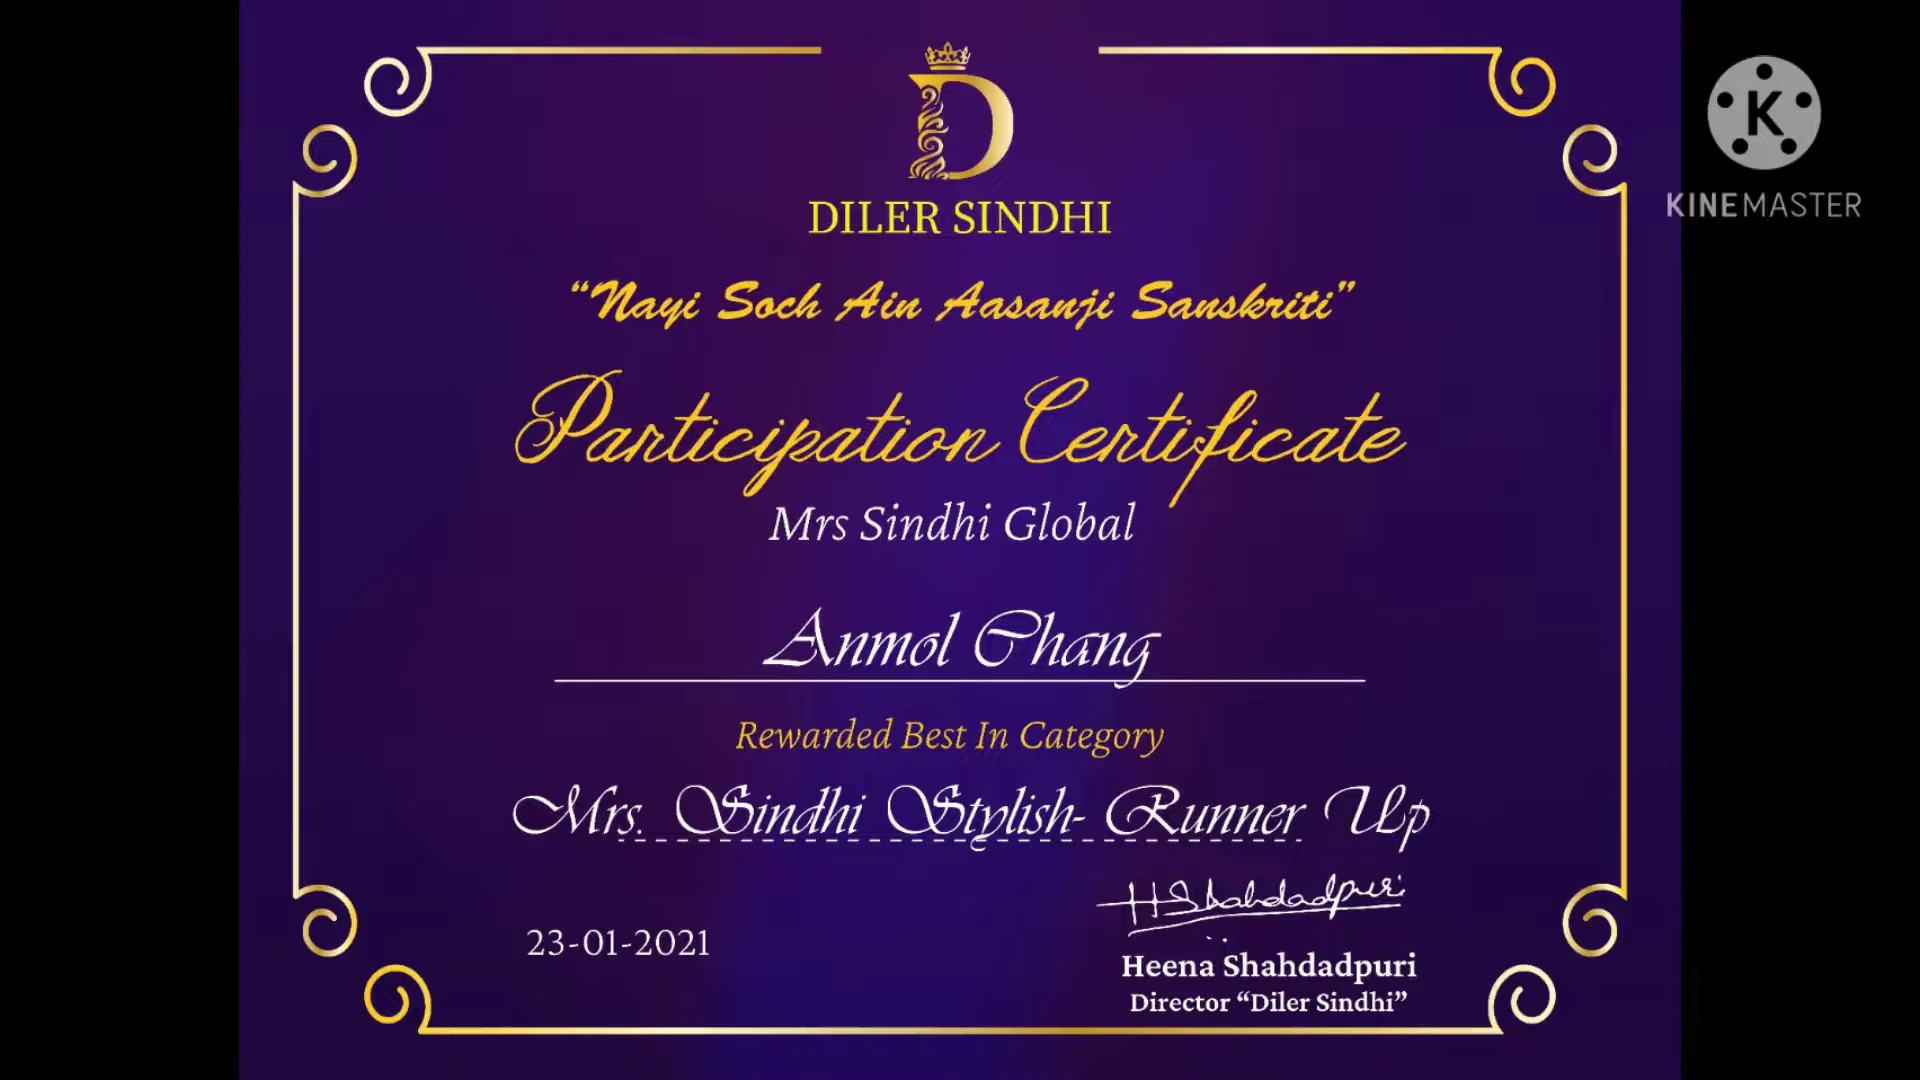 D
DILER SINDHI
“Nayi Soch Ain Aasanji Sanskriti”
Participation Certificate
Mrs Sindhi Global
Anmol Chang
Rewarded Best In Category
Mrs. Sindhi Stylish- Runner Up
HShahdadpuri
23-01-2021
Heena Shahdadpuri
Director “Diler Sindhi”
K
KINEMASTER